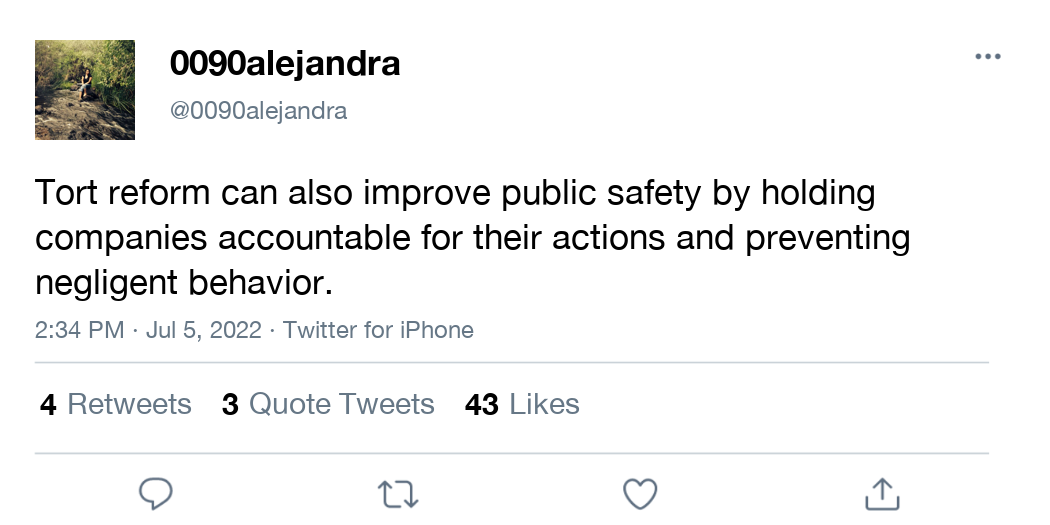 0090alejandra
@0090alejandra
Tort reform can also improve public safety by holding
companies accountable for their actions and preventing
negligent behavior.
2:34 PM · Jul 5, 2022 · Twitter for iPhone
4 Retweets 3 Quote Tweets 43 Likes